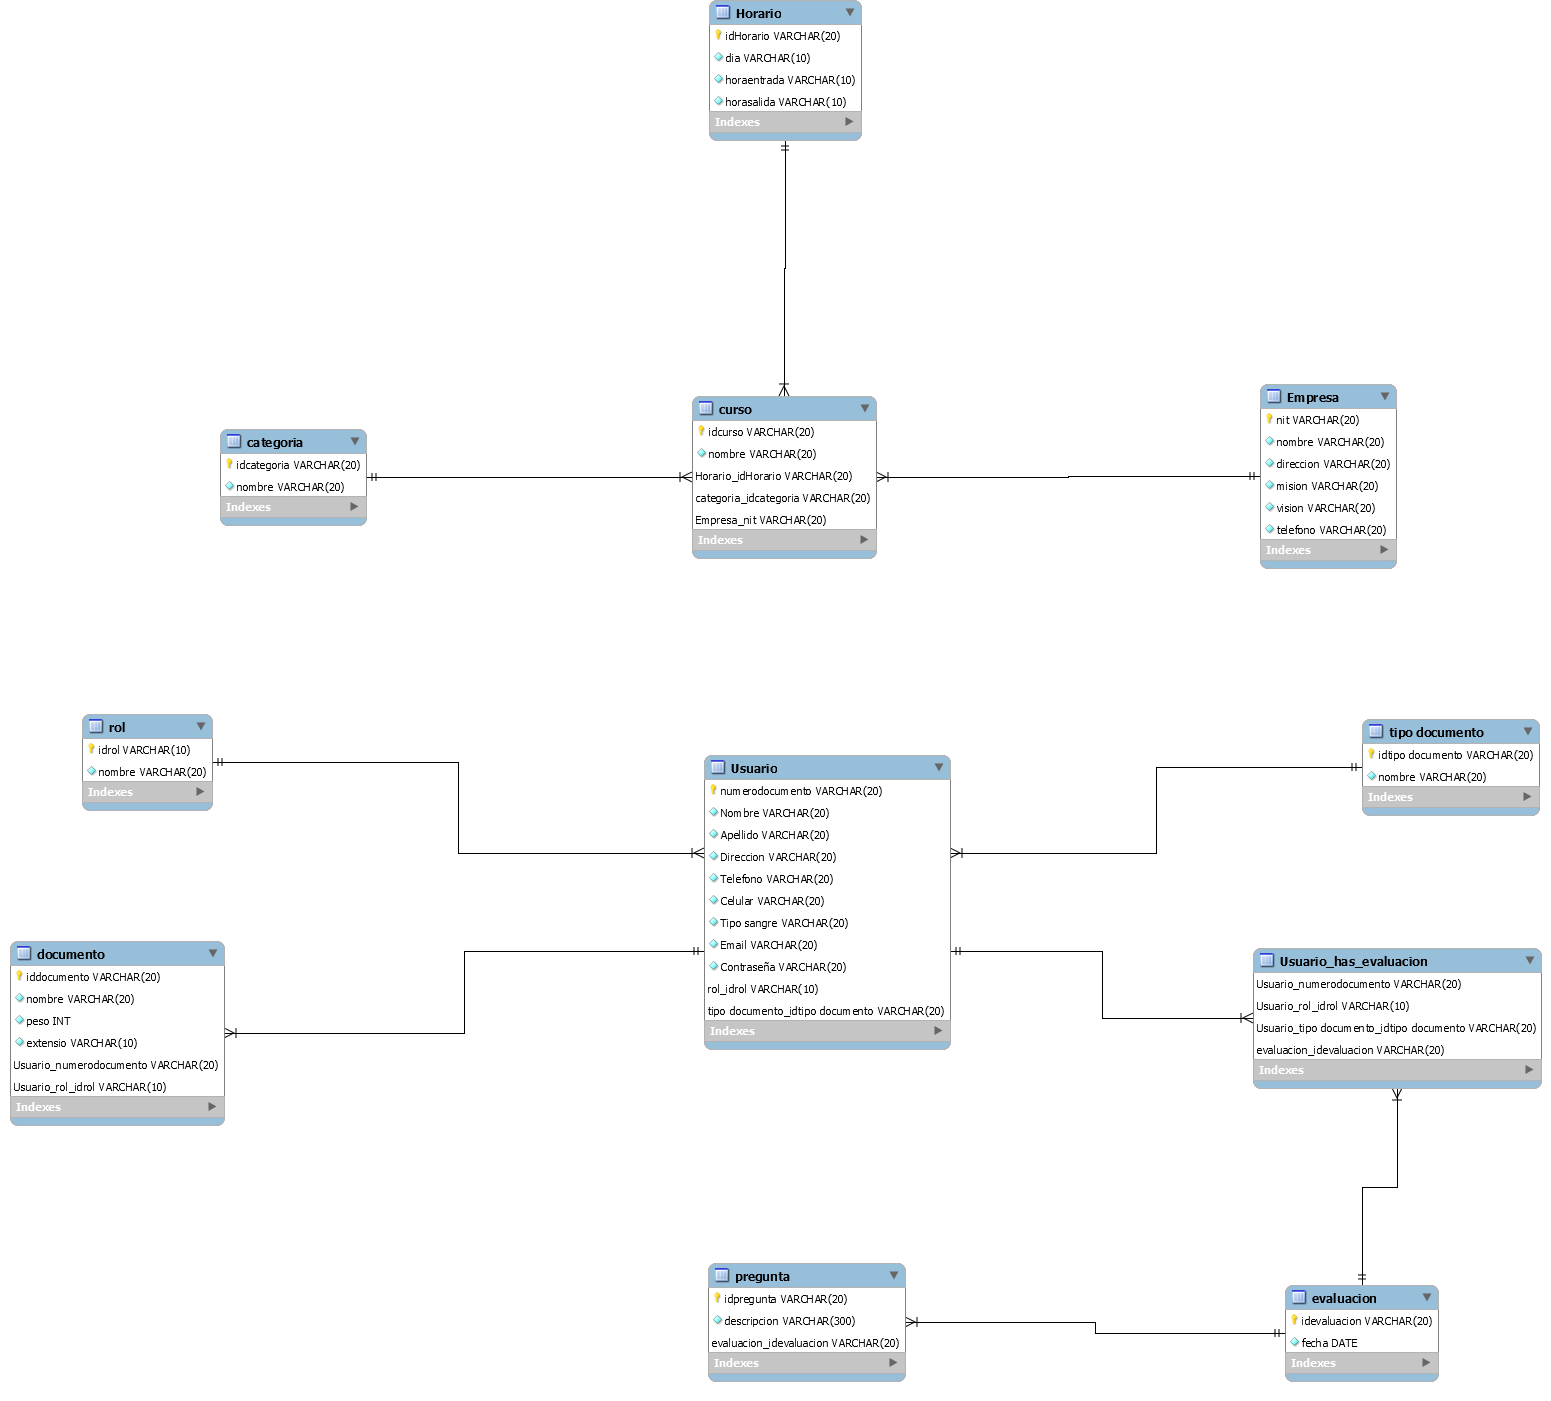 Horario
idHorario VARCHAR(20)
dia VARCHAR(10)
horaentrada VARCHAR(10)
horasalida VARCHAR(10)
Indexes
categoria
idcategoria VARCHAR(20)
nombre VARCHAR(20)
Indexes
curso
idcurso VARCHAR(20)
nombre VARCHAR(20)
Horario_idHorario VARCHAR(20)
categoria_idcategoria VARCHAR(20)
Empresa_nit VARCHAR(20)
Indexes
Empresa
nit VARCHAR(20)
nombre VARCHAR(20)
direccion VARCHAR(20)
mision VARCHAR(20)
vision VARCHAR(20)
telefono VARCHAR(20)
Indexes
rol
idrol VARCHAR(10)
nombre VARCHAR(20)
Indexes
Usuario
numerodocumento VARCHAR(20)
Nombre VARCHAR(20)
Apellido VARCHAR(20)
Direccion VARCHAR(20)
Telefono VARCHAR(20)
Celular VARCHAR(20)
Tipo sangre VARCHAR(20)
Email VARCHAR(20)
Contraseña VARCHAR(20)
rol_idrol VARCHAR(10)
tipo documento_idtipo documento VARCHAR(20)
Indexes
tipo documento
idtipo documento VARCHAR(20)
nombre VARCHAR(20)
Indexes
documento
iddocumento VARCHAR(20)
nombre VARCHAR(20)
peso INT
extensio VARCHAR(10)
Usuario_numerodocumento VARCHAR(20)
Usuario_rol_idrol VARCHAR(10)
Indexes
Usuario_has_evaluacion
Usuario_numerodocumento VARCHAR(20)
Usuario_rol_idrol VARCHAR(10)
Usuario_tipo documento_idtipo documento VARCHAR(20)
evaluacion_idevaluacion VARCHAR(20)
Indexes
pregunta
idpregunta VARCHAR(20)
descripcion VARCHAR(300)
evaluacion_idevaluacion VARCHAR(20)
Indexes
evaluacion
idevaluacion VARCHAR(20)
fecha DATE
Indexes